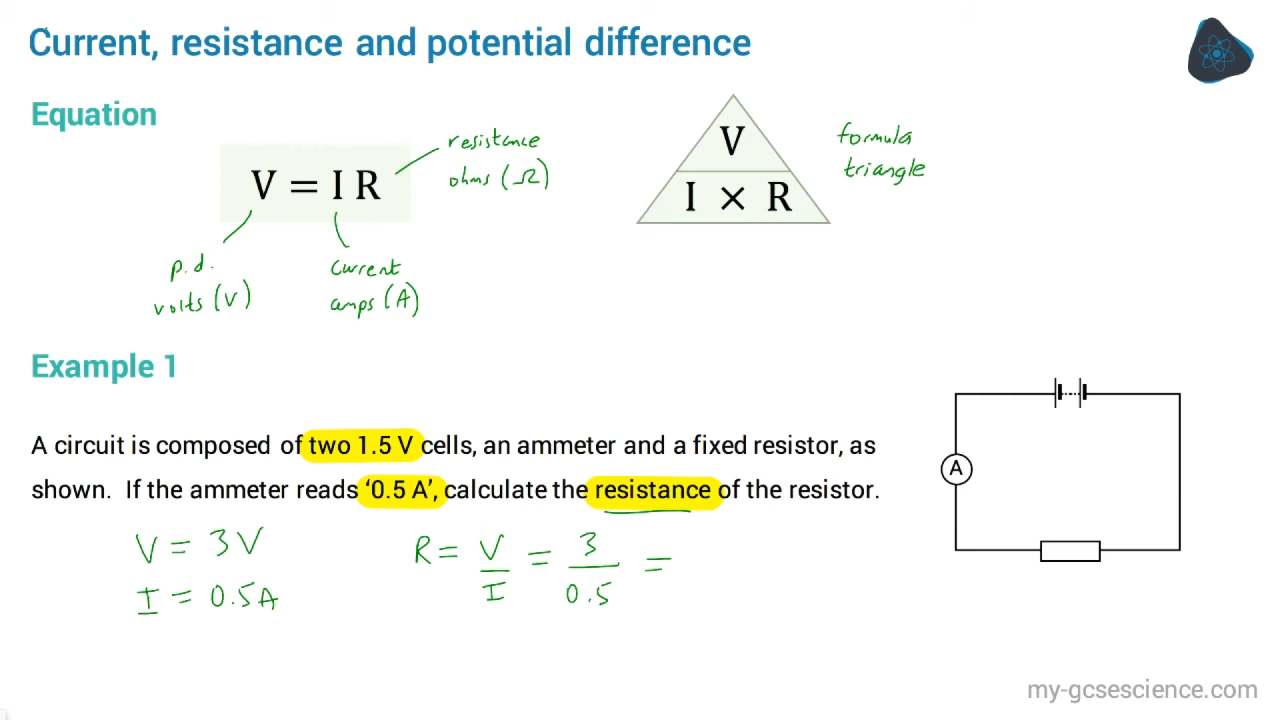 Current, resistance and potential difference
Equation
V = I R
resistance
ohms (Ω)
p.d.
volts (V)
current
amps (A)
V
I × R
formula
triangle
Example 1
A circuit is composed of two 1.5 V cells, an ammeter and a fixed resistor, as
shown. If the ammeter reads ‘0.5 A’, calculate the resistance of the resistor.
V = 3V
I = 0.5A
R = V/I = 3/0.5 =
A
my-gcsescience.com